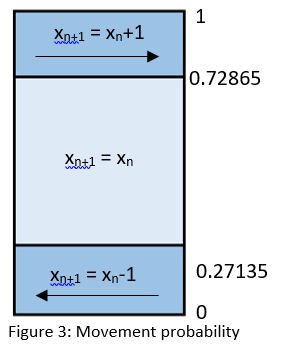 1
xₙ₊₁ = xₙ+1
0.72865
xₙ₊₁ = xₙ
xₙ₊₁ = xₙ-1
0.27135
0
Figure 3: Movement probability